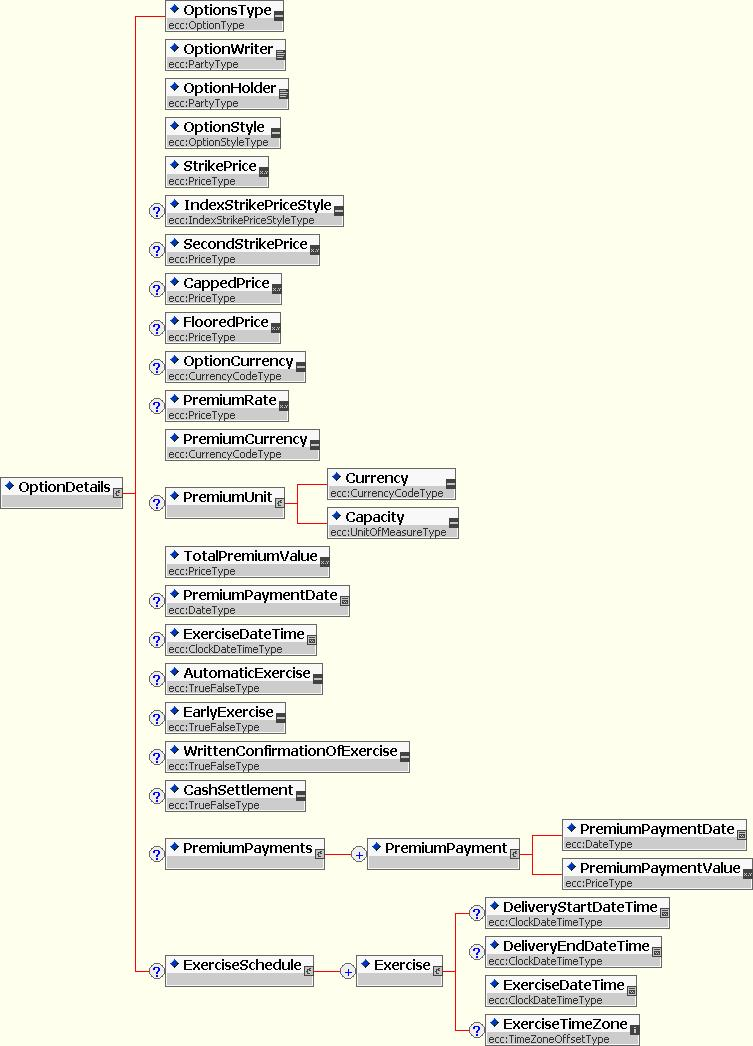 OptionsType
ecc:OptionType
OptionWriter
ecc:PartyType
OptionHolder
ecc:PartyType
OptionStyle
ecc:OptionStyleType
StrikePrice
ecc:PriceType
? IndexStrikePriceStyle
ecc:IndexStrikePriceStyleType
? SecondStrikePrice
ecc:PriceType
? CappedPrice
ecc:PriceType
? FlooredPrice
ecc:PriceType
? OptionCurrency
ecc:CurrencyCodeType
? PremiumRate
ecc:PriceType
PremiumCurrency
ecc:CurrencyCodeType
OptionDetails
? PremiumUnit
Currency
ecc:CurrencyCodeType
Capacity
ecc:UnitOfMeasureType
TotalPremiumValue
ecc:PriceType
? PremiumPaymentDate
ecc:DateType
? ExerciseDateTime
ecc:ClockDateTimeType
? AutomaticExercise
ecc:TrueFalseType
? EarlyExercise
ecc:TrueFalseType
? WrittenConfirmationOfExercise
ecc:TrueFalseType
? CashSettlement
ecc:TrueFalseType
? PremiumPayments
+ PremiumPayment
PremiumPaymentDate
ecc:DateType
PremiumPaymentValue
ecc:PriceType
? ExerciseSchedule
+ Exercise
? DeliveryStartDateTime
ecc:ClockDateTimeType
? DeliveryEndDateTime
ecc:ClockDateTimeType
ExerciseDateTime
ecc:ClockDateTimeType
? ExerciseTimeZone
ecc:TimeZoneOffsetType